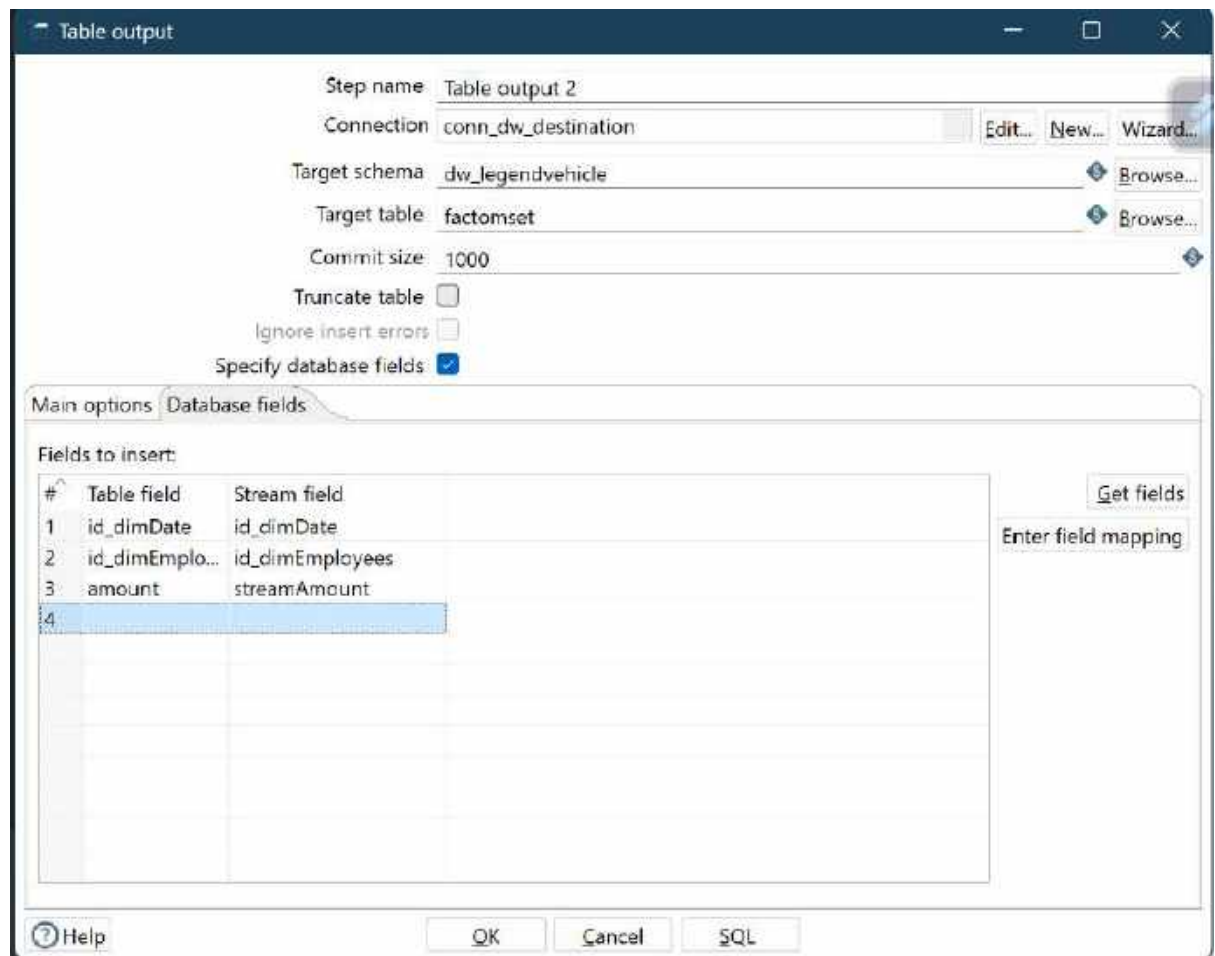 Table output
Step name Table output 2
Connection conn_dw_destination Edit... New... Wizard...
Target schema dw_legendvehicle Browse...
Target table factomset Browse...
Commit size 1000
Truncate table
Ignore insert errors
Specify database fields
Main options Database fields
Fields to insert:
# Table field Stream field Get fields
1 id_dimDate id_dimDate Enter field mapping
2 id_dimEmplo... id_dimEmployees
3 amount streamAmount
4
Help OK Cancel SQL